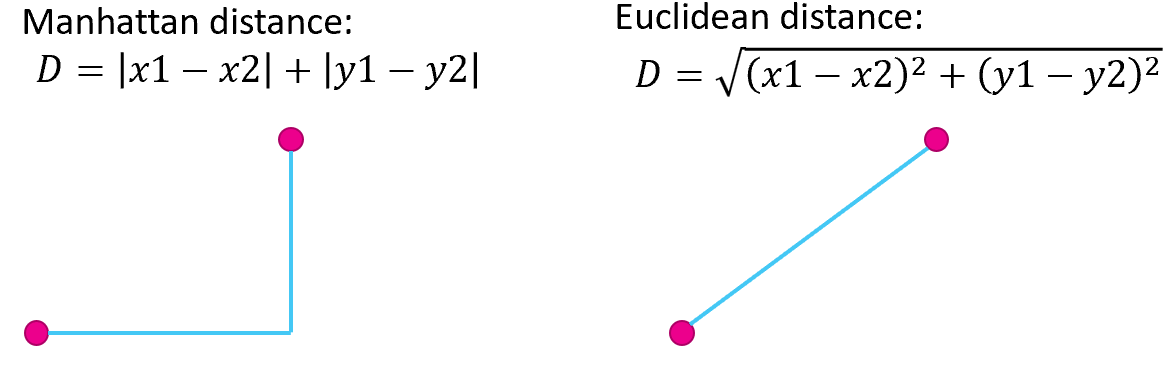 Manhattan distance:
D = |x1 − x2| + |y1 − y2|
Euclidean distance:
D = √(x1 − x2)² + (y1 − y2)²